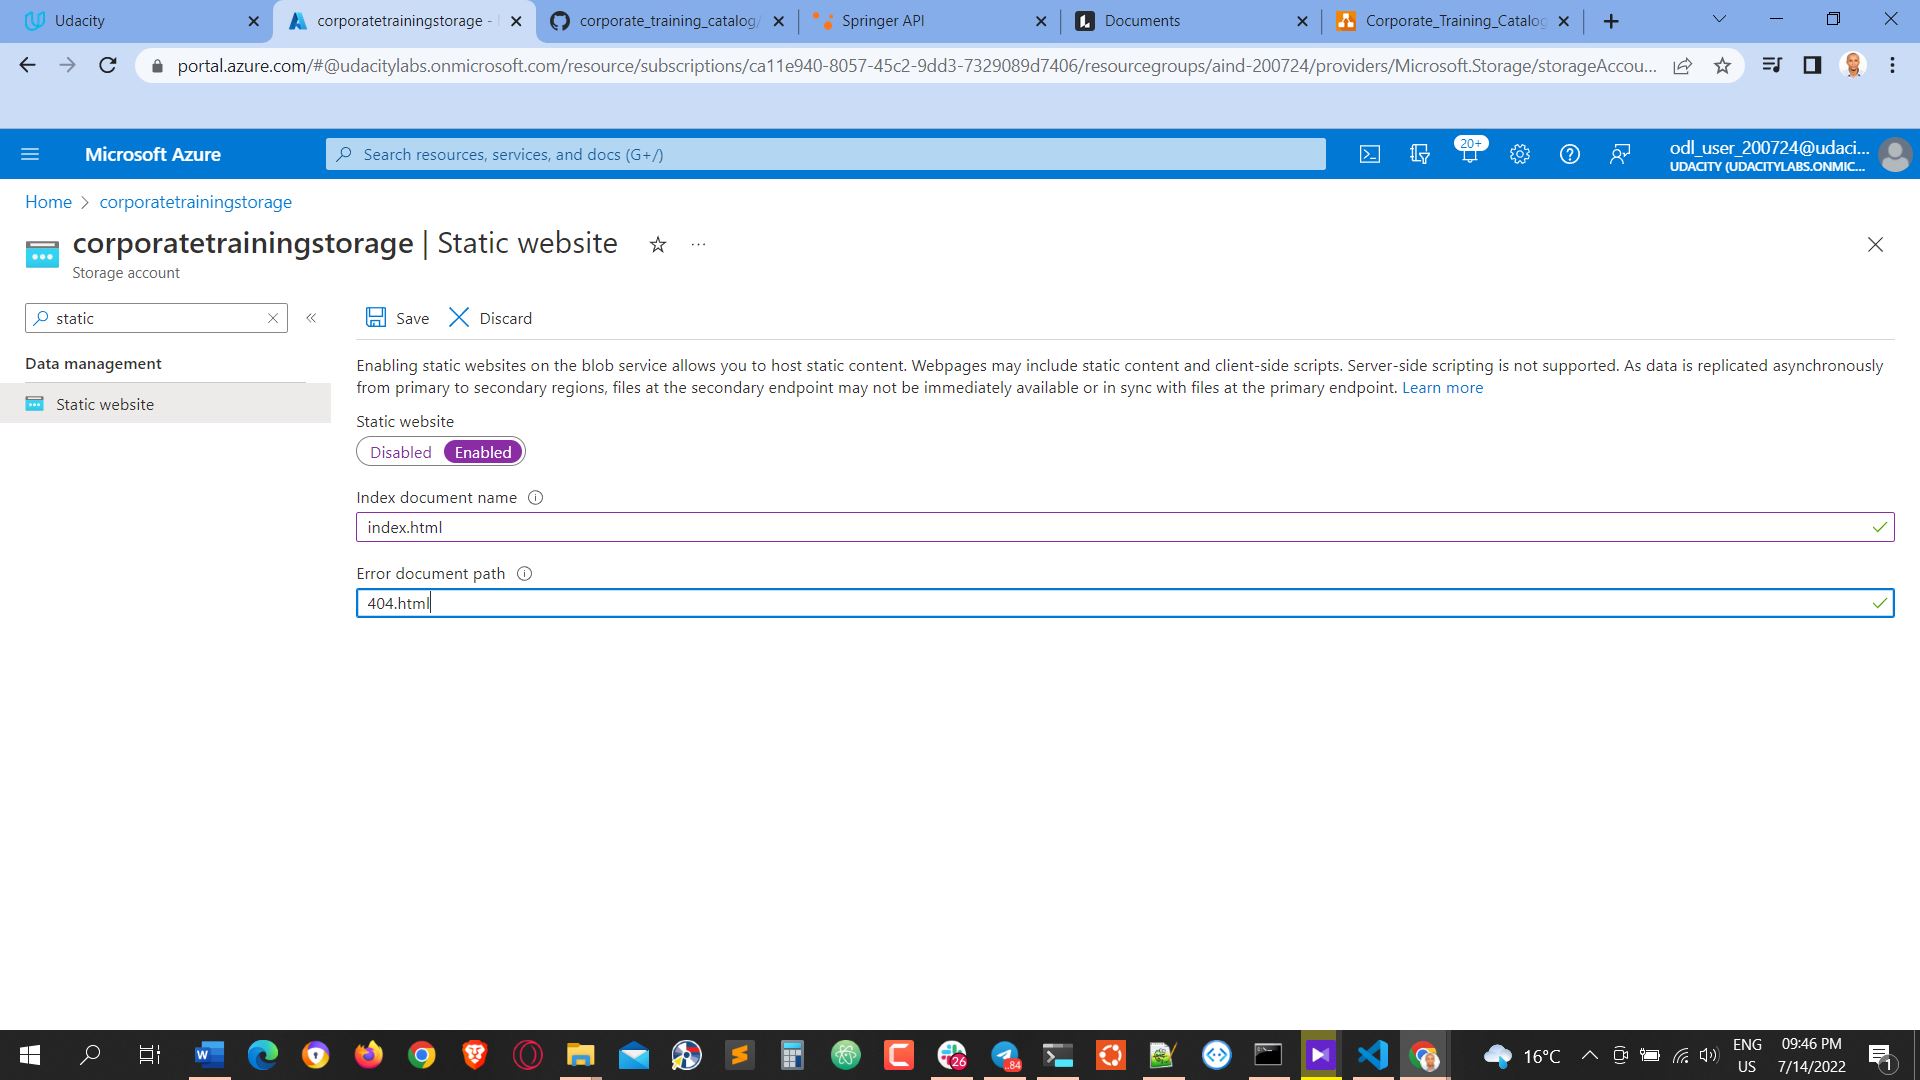 Udacity
corporatetrainingstorage -
corporate_training_catalog/
Springer API
Documents
Corporate_Training_Catalog
portal.azure.com/#@udacitylabs.onmicrosoft.com/resource/subscriptions/ca11e940-8057-45c2-9dd3-7329089d7406/resourcegroups/aind-200724/providers/Microsoft.Storage/storageAccou...
Microsoft Azure
Search resources, services, and docs (G+/)
20+
odl_user_200724@udaci...
UDACITY (UDACITYLABS.ONMIC...
Home > corporatetrainingstorage
corporatetrainingstorage | Static website
...
Storage account
static
«
Save
Discard
Data management
Static website
Enabling static websites on the blob service allows you to host static content. Webpages may include static content and client-side scripts. Server-side scripting is not supported. As data is replicated asynchronously
from primary to secondary regions, files at the secondary endpoint may not be immediately available or in sync with files at the primary endpoint. Learn more
Static website
Disabled Enabled
Index document name
index.html
Error document path
404.html
26
84
16°C
ENG
US
09:46 PM
7/14/2022
1